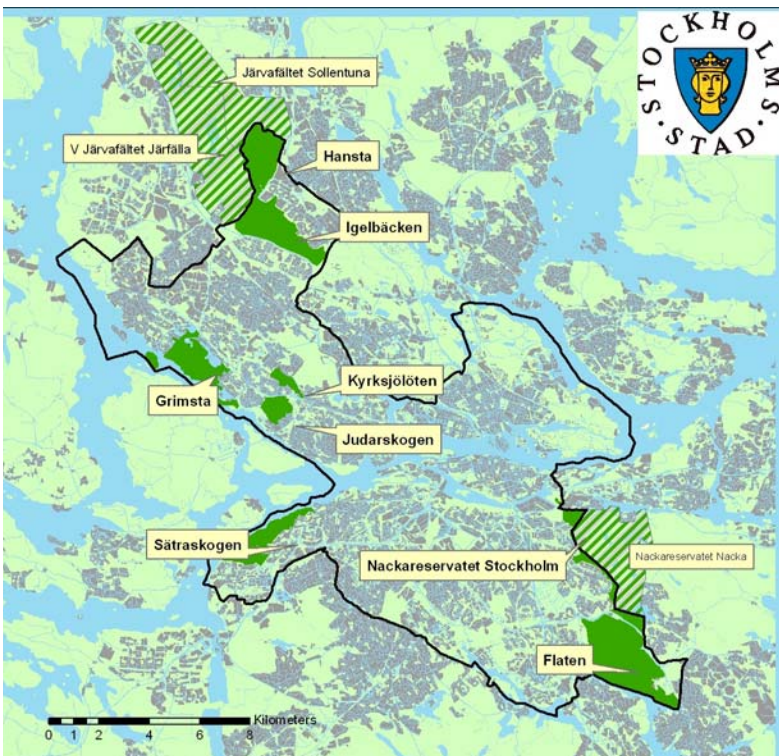 STOCKHOLMS
STAD
Järvafältet Sollentuna
V Järvafältet Järfälla
Hansta
Igelbäcken
Kyrksjölöten
Grimsta
Judarskogen
Sätraskogen
Nackareservatet Stockholm
Nackareservatet Nacka
Flaten
Kilometers
0 1 2 4 6 8